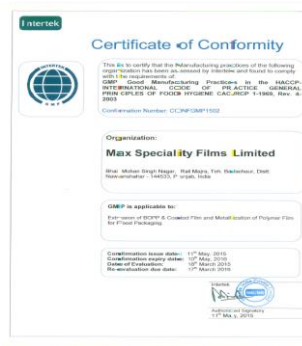 Intertek
Certificate of Conformity
This is to certify that the Manufacturing practices of the following
organization has been assessed by Intertek and found to comply
with the requirements of:
GMP Good Manufacturing Practices in the HACCP-
INTERNATIONAL CODE OF PRACTICE GENERAL
PRINCIPLES OF FOOD HYGIENE CAC/RCP 1-1969, Rev. 4-
2003
Confirmation Number:
INTERTEK
GMP
Organization:
Max Speciality Films Limited
Bhai Mohan Singh Nagar, Rail Majra, Teh. Balachaur, Distt.
Nawanshahar - 144533, Punjab, India
GMP is applicable to:
Extrusion of BOPP & Coated Film and Metallization of Polymer Film
for Food Packaging.
Confirmation issue date: 11th May, 2015
Confirmation expiry date: 10th May, 2016
Dates of Evaluation: 18th March 2015
Re-evaluation due date: 17th March 2016
Intertek
Authorized Signatory
11th May, 2015